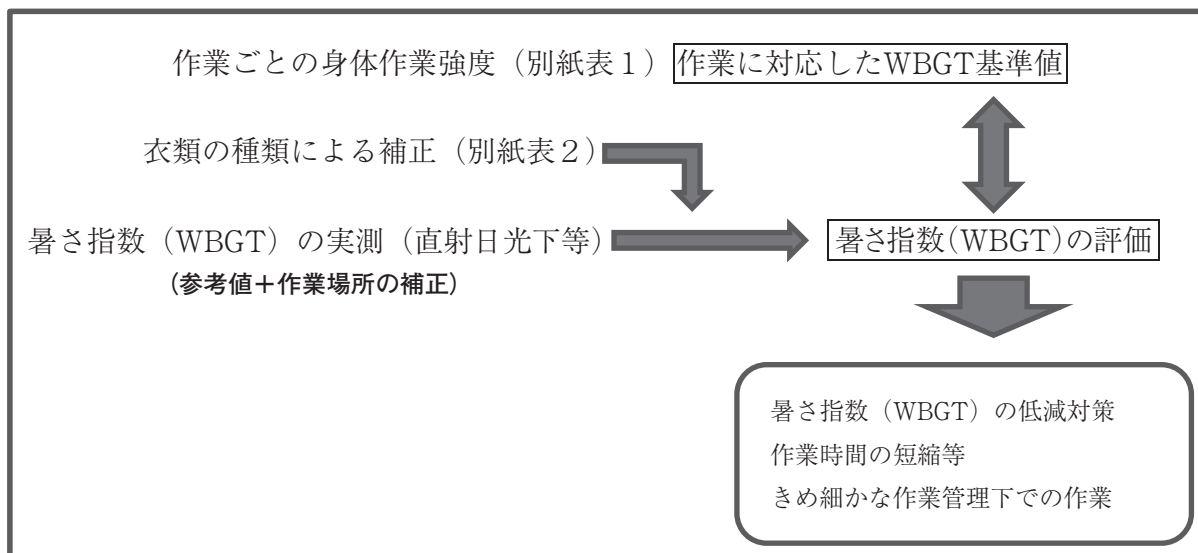 作業ごとの身体作業強度（別紙表１） 作業に対応したWBGT基準値
衣類の種類による補正（別紙表２）
暑さ指数（WBGT）の実測（直射日光下等） 暑さ指数(WBGT)の評価
（参考値＋作業場所の補正）
暑さ指数（WBGT）の低減対策
作業時間の短縮等
きめ細かな作業管理下での作業